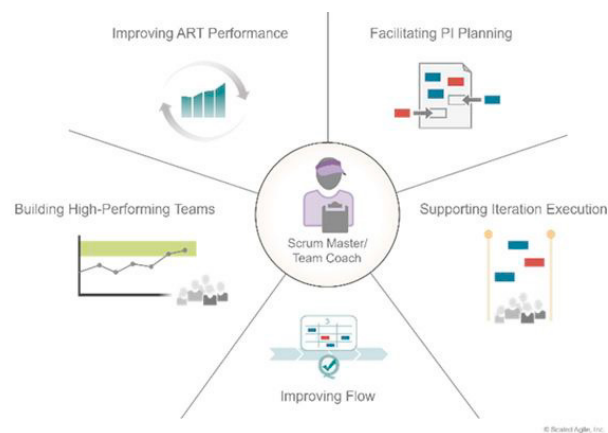 Improving ART Performance
Facilitating PI Planning
Building High-Performing Teams
Scrum Master/
Team Coach
Supporting Iteration Execution
Improving Flow
© Scaled Agile, Inc.